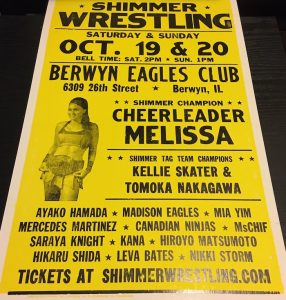 SHIMMER
WRESTLING
SATURDAY & SUNDAY
OCT. 19 & 20
BELL TIME: SAT. 2PM ★ SUN. 1PM
BERWYN EAGLES CLUB
6309 26th Street ★ Berwyn, IL
★ SHIMMER CHAMPION ★
CHEERLEADER
MELISSA
SHIMMER TAG TEAM CHAMPIONS
KELLIE SKATER &
TOMOKA NAKAGAWA
AYAKO HAMADA ★ MADISON EAGLES ★ MIA YIM
MERCEDES MARTINEZ ★ CANADIAN NINJAS ★ MsCHIF
SARAYA KNIGHT ★ KANA ★ HIROYO MATSUMOTO
HIKARU SHIDA ★ LEVA BATES ★ NIKKI STORM
TICKETS AT SHIMMERWRESTLING.COM